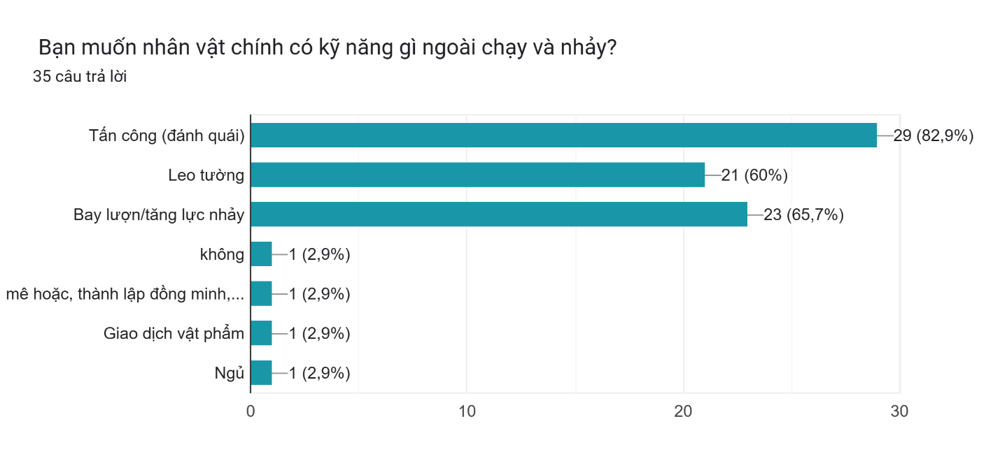 Bạn muốn nhân vật chính có kỹ năng gì ngoài chạy và nhảy?
35 câu trả lời
Tấn công (đánh quái) 29 (82,9%)
Leo tường 21 (60%)
Bay lượn/tăng lực nhảy 23 (65,7%)
không 1 (2,9%)
mê hoặc, thành lập đồng minh,... 1 (2,9%)
Giao dịch vật phẩm 1 (2,9%)
Ngủ 1 (2,9%)
0 10 20 30